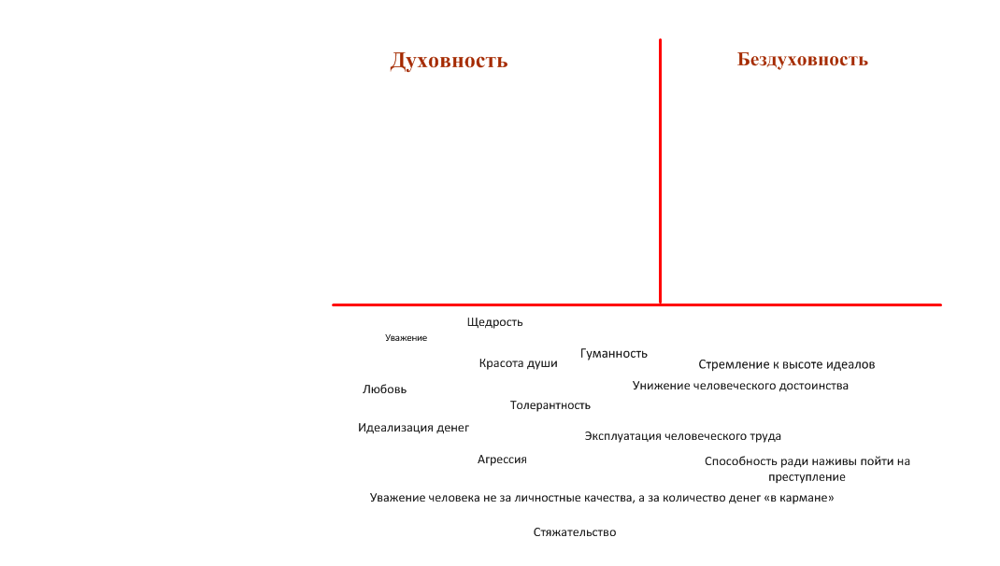 Духовность
Бездуховность
Щедрость
Уважение
Гуманность
Красота души
Стремление к высоте идеалов
Унижение человеческого достоинства
Любовь
Толерантность
Идеализация денег
Эксплуатация человеческого труда
Агрессия
Способность ради наживы пойти на
преступление
Уважение человека не за личностные качества, а за количество денег «в кармане»
Стяжательство